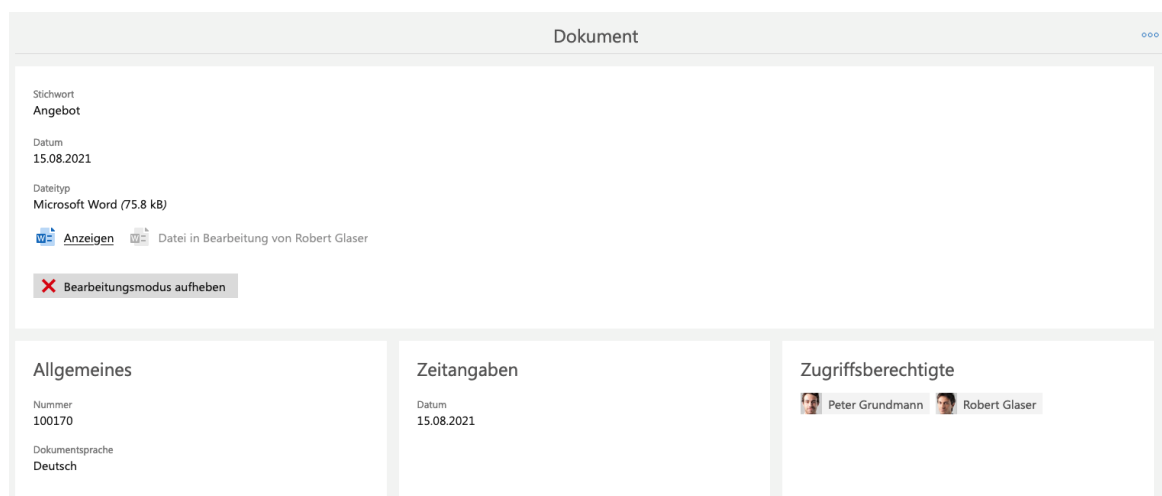 Dokument
Stichwort
Angebot
Datum
15.08.2021
Dateityp
Microsoft Word (75.8 kB)
Anzeigen Datei in Bearbeitung von Robert Glaser
Bearbeitungsmodus aufheben
Allgemeines
Nummer
100170
Dokumentsprache
Deutsch
Zeitangaben
Datum
15.08.2021
Zugriffsberechtigte
Peter Grundmann Robert Glaser